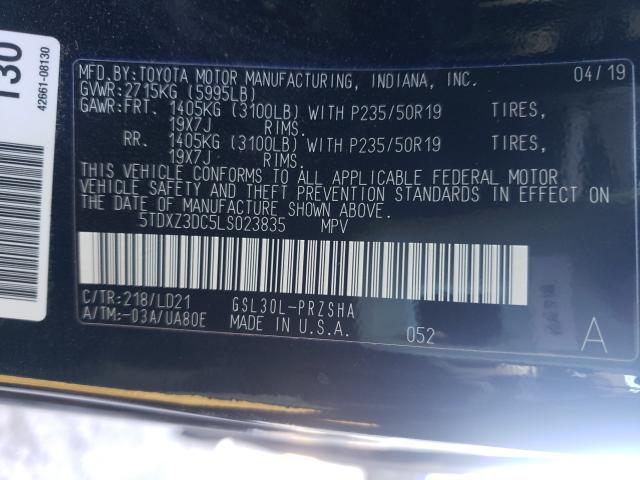 130
42661-08130
MFD.BY:TOYOTA MOTOR MANUFACTURING, INDIANA, INC. 04/19
GVWR:2715KG (5995LB)
GAWR:FRT. 1405KG (3100LB) WITH P235/50R19 TIRES,
19X7J RIMS.
RR. 1405KG (3100LB) WITH P235/50R19 TIRES,
19X7J RIMS.
THIS VEHICLE CONFORMS TO ALL APPLICABLE FEDERAL MOTOR
VEHICLE SAFETY AND THEFT PREVENTION STANDARDS IN EFFECT ON
THE DATE OF MANUFACTURE SHOWN ABOVE.
5TDXZ3DC5LS023835 MPV
C/TR:218/LD21 GSL30L-PRZSHA
A/TM:-03A/UA80E MADE IN U.S.A. 052 A